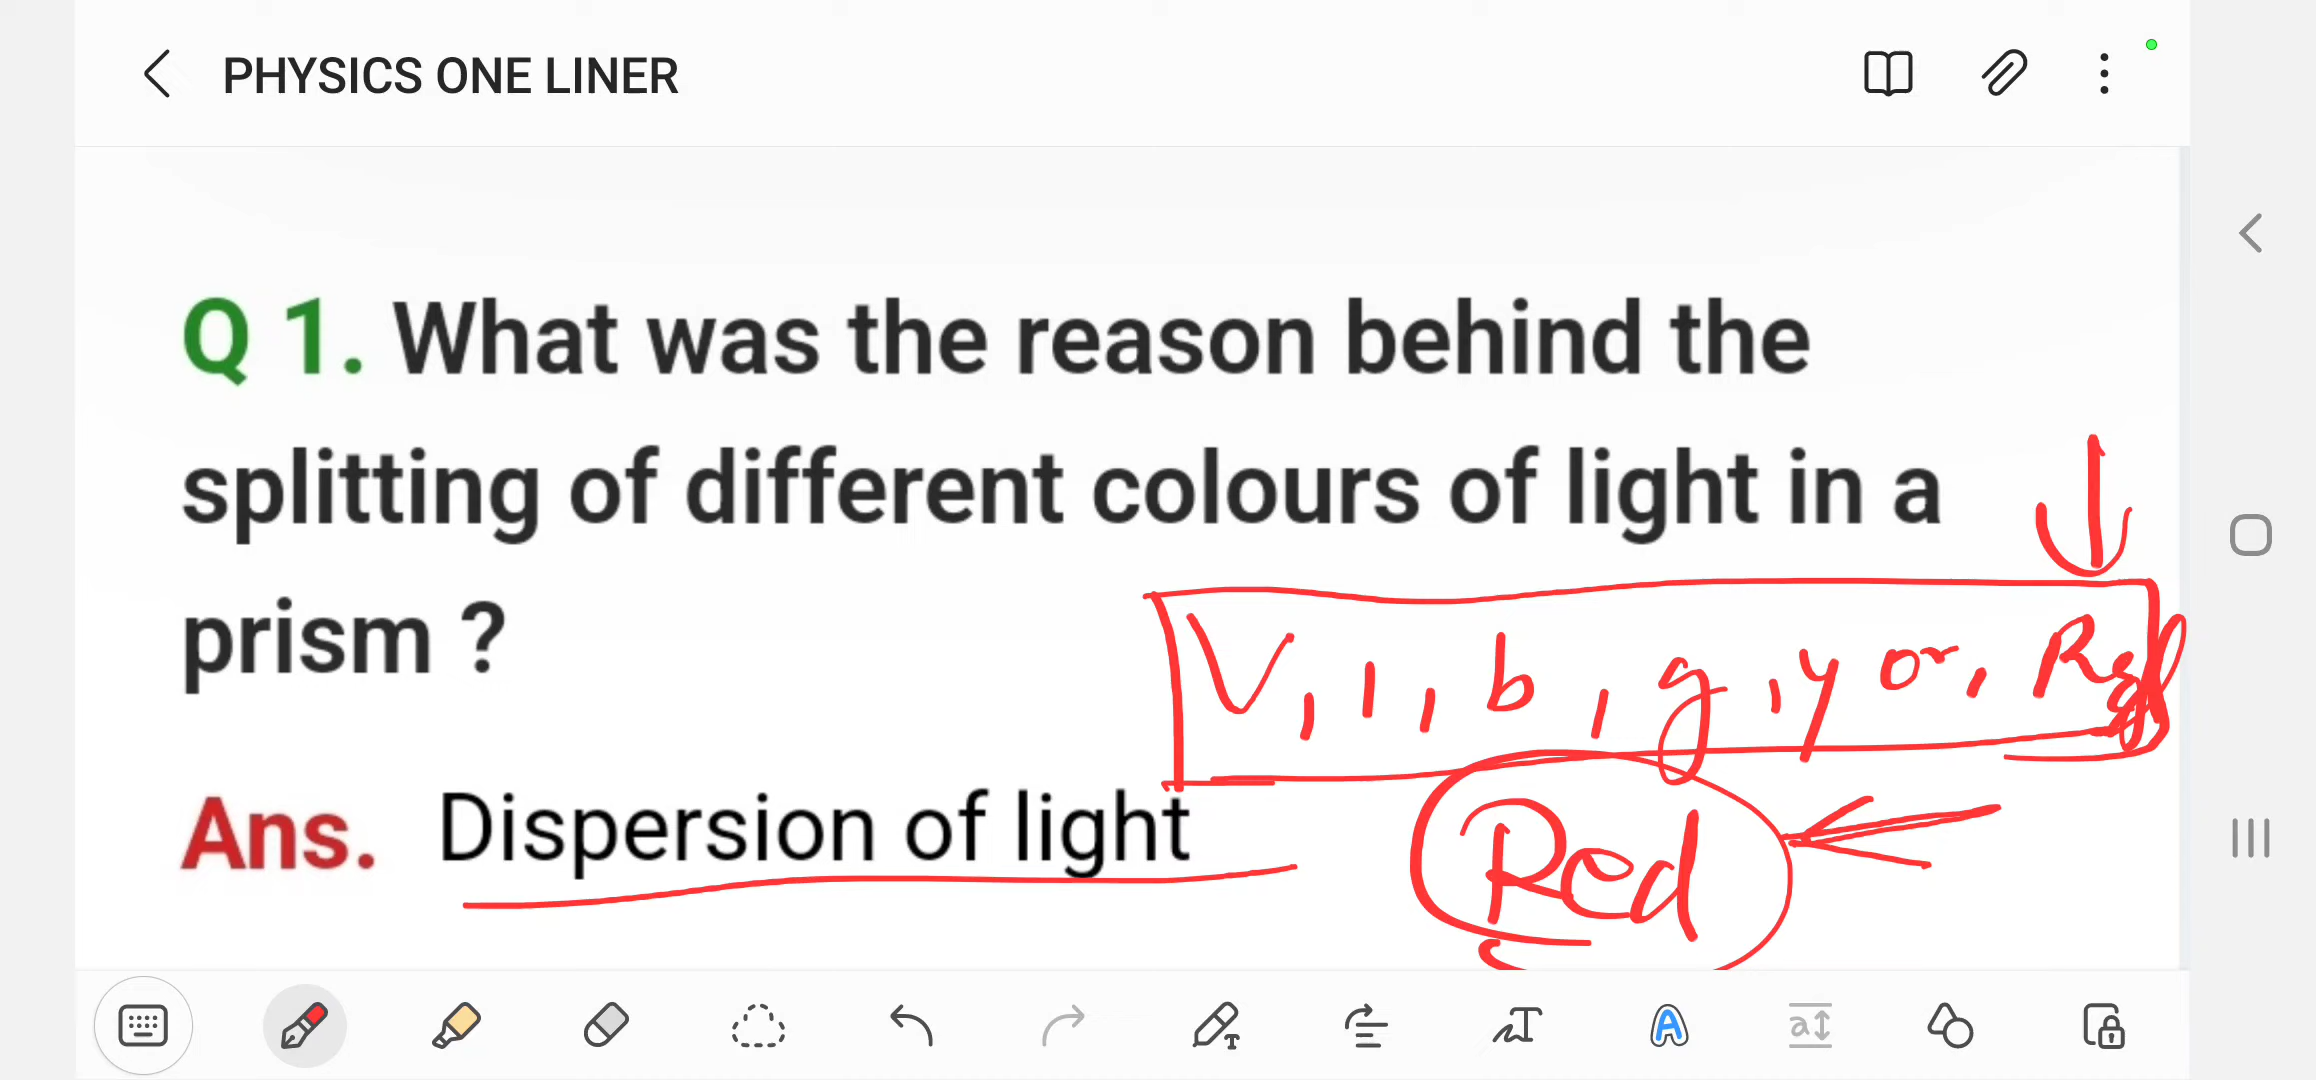 PHYSICS ONE LINER
Q 1. What was the reason behind the
splitting of different colours of light in a
prism ?
V, I, b, g, y or, Red
Ans. Dispersion of light
Red